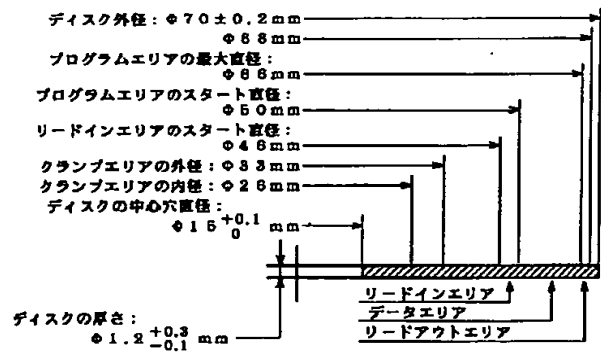 ディスク外径：Φ70±0.2mm
Φ68mm
プログラムエリアの最大直径：
Φ66mm
プログラムエリアのスタート直径：
Φ50mm
リードインエリアのスタート直径：
Φ46mm
クランプエリアの外径：Φ33mm
クランプエリアの内径：Φ26mm
ディスクの中心穴直径：
Φ15 +0.1 0 mm
リードインエリア
データエリア
リードアウトエリア
ディスクの厚さ：
Φ1.2 +0.3 -0.1 mm